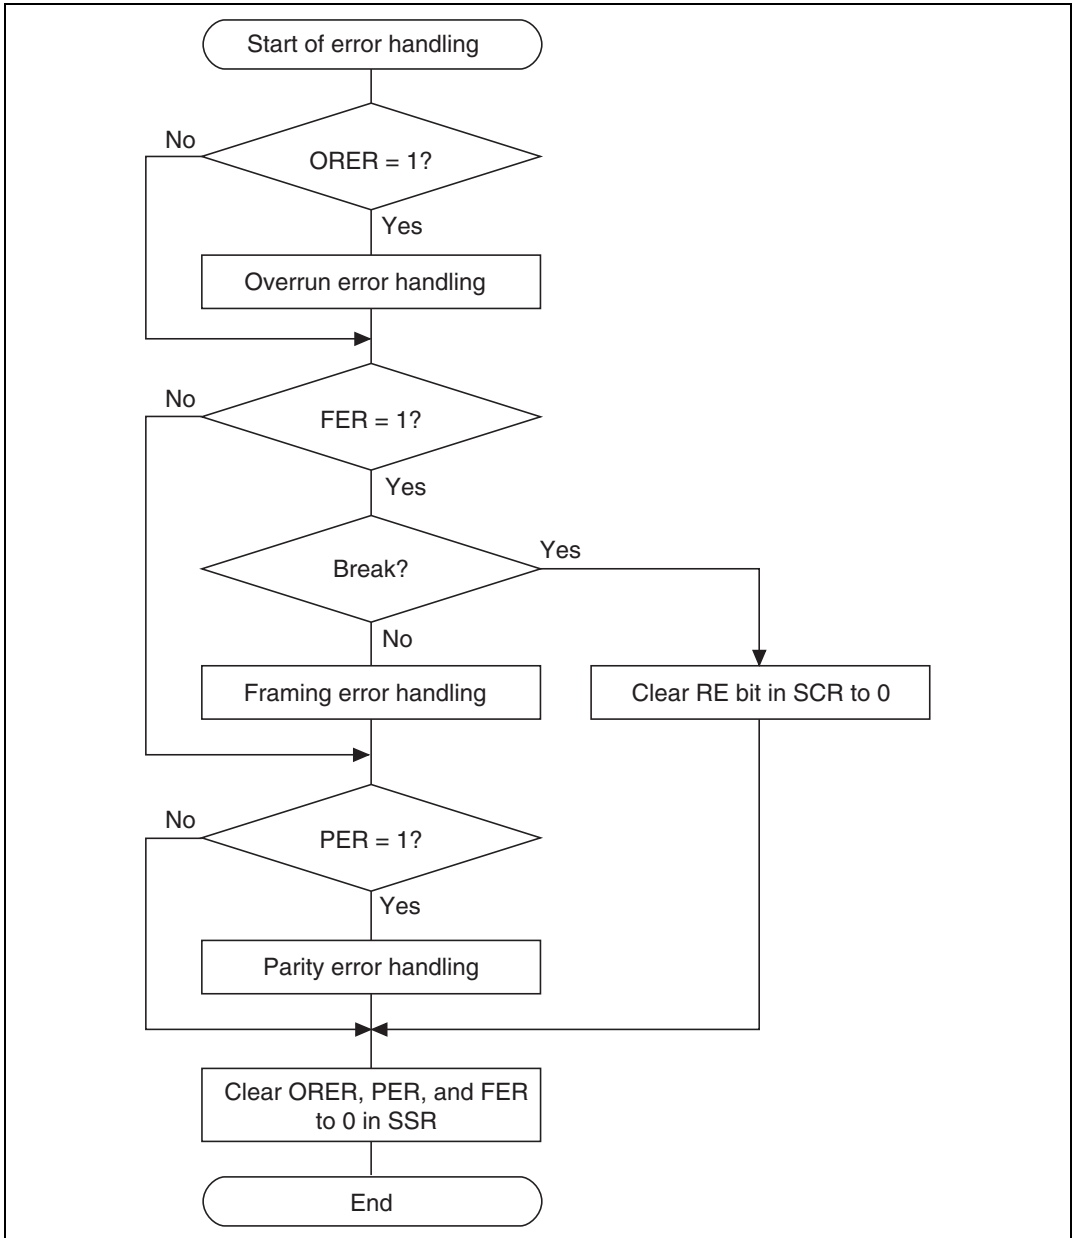 Start of error handling
No
ORER = 1?
Yes
Overrun error handling
No
FER = 1?
Yes
Break?
Yes
No
Framing error handling
Clear RE bit in SCR to 0
No
PER = 1?
Yes
Parity error handling
Clear ORER, PER, and FER
to 0 in SSR
End